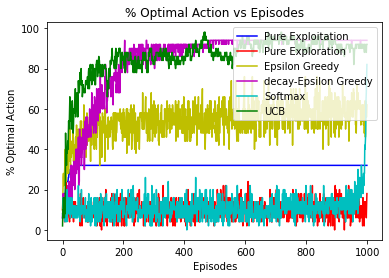 % Optimal Action vs Episodes
100
80
60
40
20
0
% Optimal Action
Pure Exploitation
Pure Exploration
Epsilon Greedy
decay-Epsilon Greedy
Softmax
UCB
0 200 400 600 800 1000
Episodes